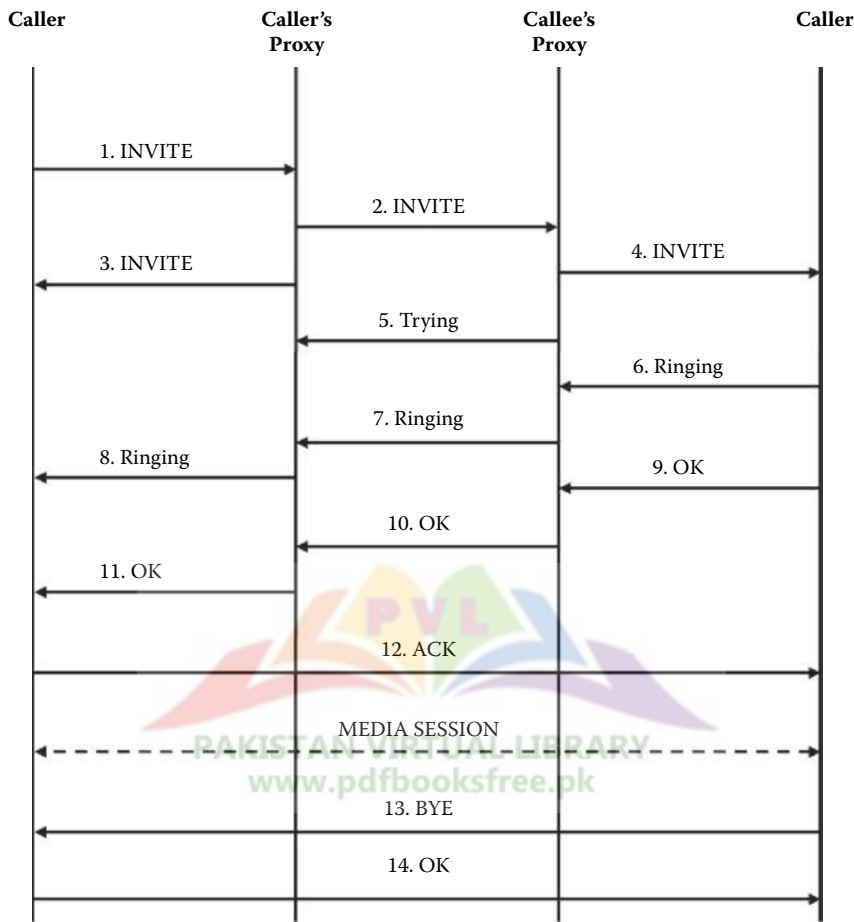 Caller
Caller's
Proxy
Callee's
Proxy
Caller
1. INVITE
2. INVITE
3. INVITE
4. INVITE
5. Trying
6. Ringing
7. Ringing
8. Ringing
9. OK
10. OK
11. OK
PVL
12. ACK
MEDIA SESSION
PAKISTAN VIRTUAL LIBRARY
www.pdfbooksfree.pk
13. BYE
14. OK